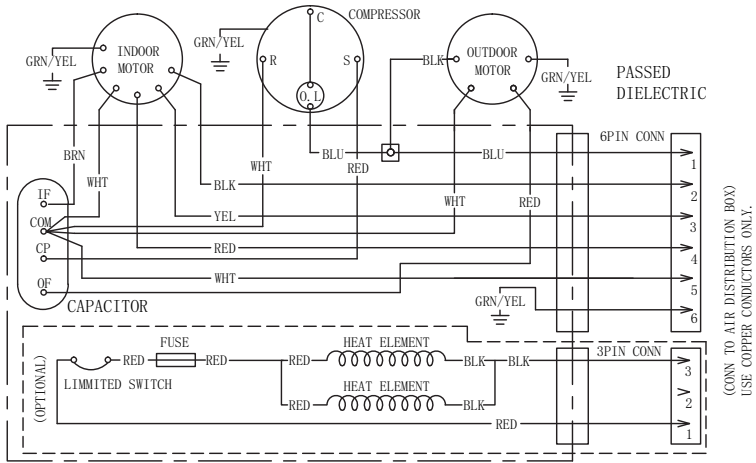 COMPRESSOR
C
GRN/YEL
INDOOR
MOTOR
GRN/YEL
R
S
O.L
BLK
OUTDOOR
MOTOR
GRN/YEL
PASSED
DIELECTRIC
6PIN CONN
BRN
WHT
WHT
BLU
RED
BLU
1
BLK
2
WHT
RED
IF
COM
CP
OF
CAPACITOR
YEL
3
RED
4
WHT
5
GRN/YEL
6
(CONN TO AIR DISTRIBUTION BOX)
USE COPPER CONDUCTORS ONLY.
(OPTIONAL)
FUSE
HEAT ELEMENT
3PIN CONN
RED
RED
RED
BLK
BLK
3
LIMMITED SWITCH
HEAT ELEMENT
RED
BLK
2
RED
1